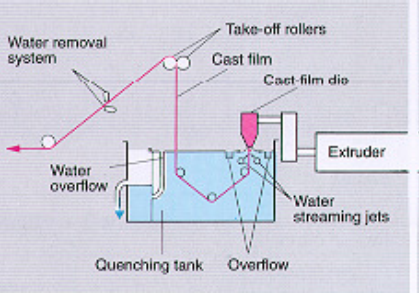 Take-off rollers
Water removal
system
Cast film
Cast-film die
Extruder
Water
overflow
Water
streaming jets
Quenching tank
Overflow